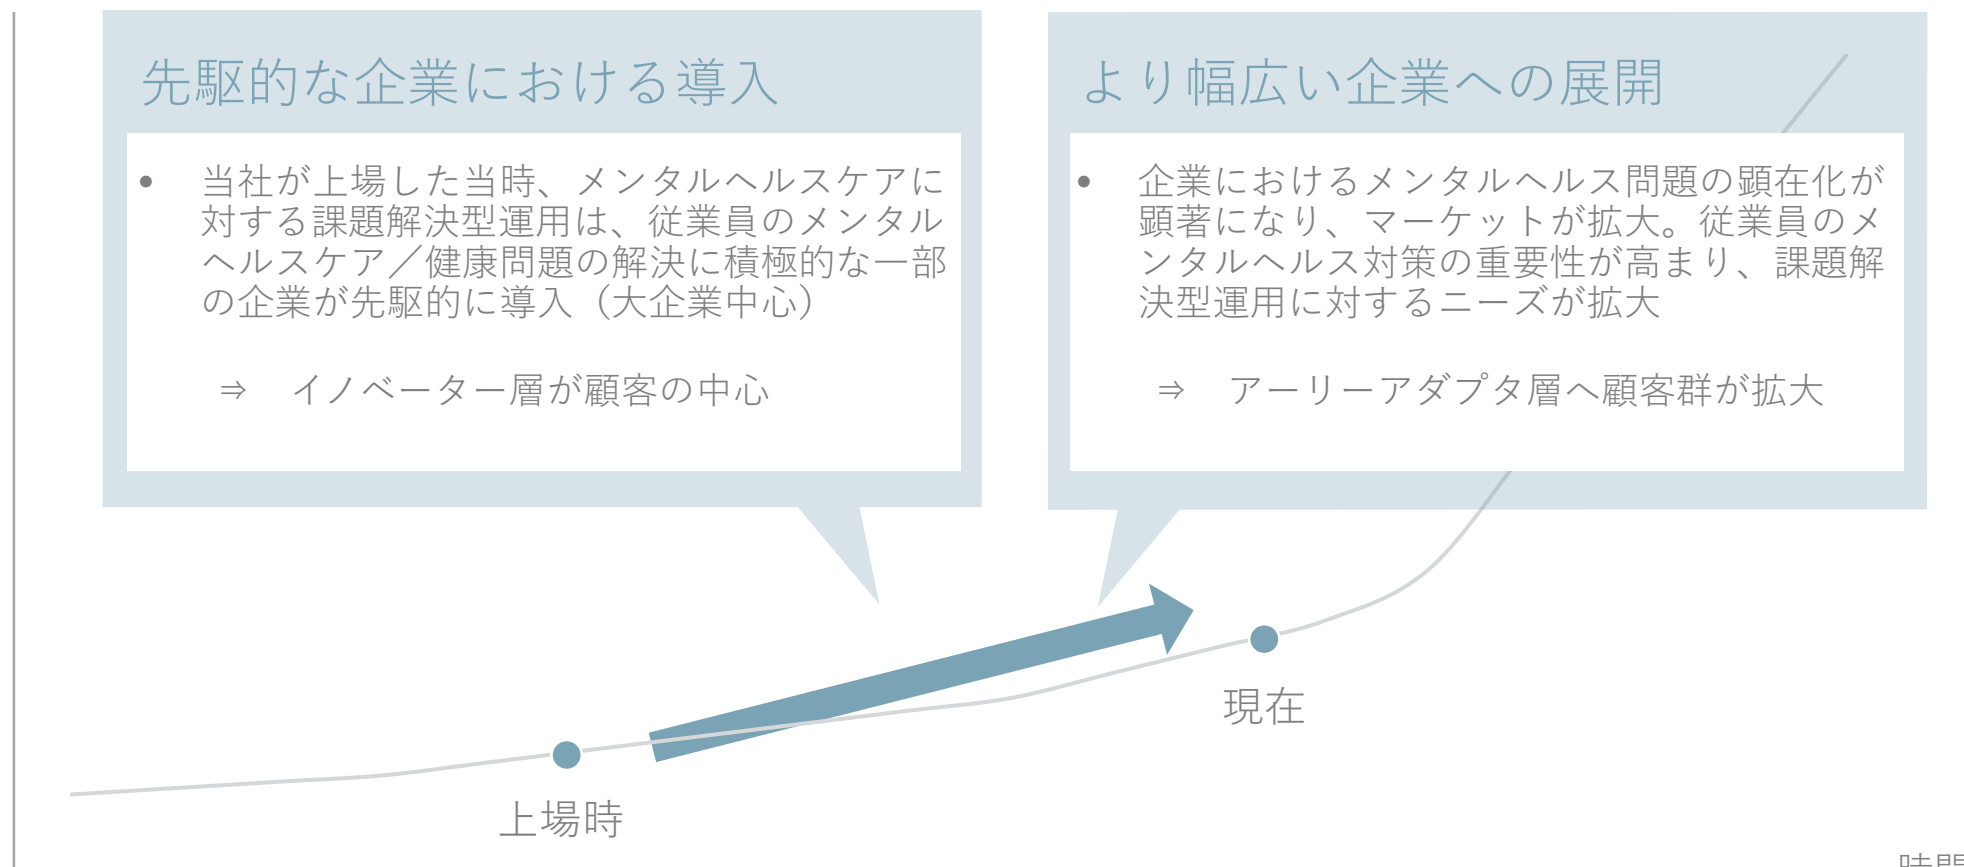 先駆的な企業における導入
• 当社が上場した当時、メンタルヘルスケアに
対する課題解決型運用は、従業員のメンタル
ヘルスケア／健康問題の解決に積極的な一部
の企業が先駆的に導入（大企業中心）
⇒　イノベーター層が顧客の中心
より幅広い企業への展開
• 企業におけるメンタルヘルス問題の顕在化が
顕著になり、マーケットが拡大。従業員のメ
ンタルヘルス対策の重要性が高まり、課題解
決型運用に対するニーズが拡大
⇒　アーリーアダプタ層へ顧客群が拡大
現在
上場時
時間